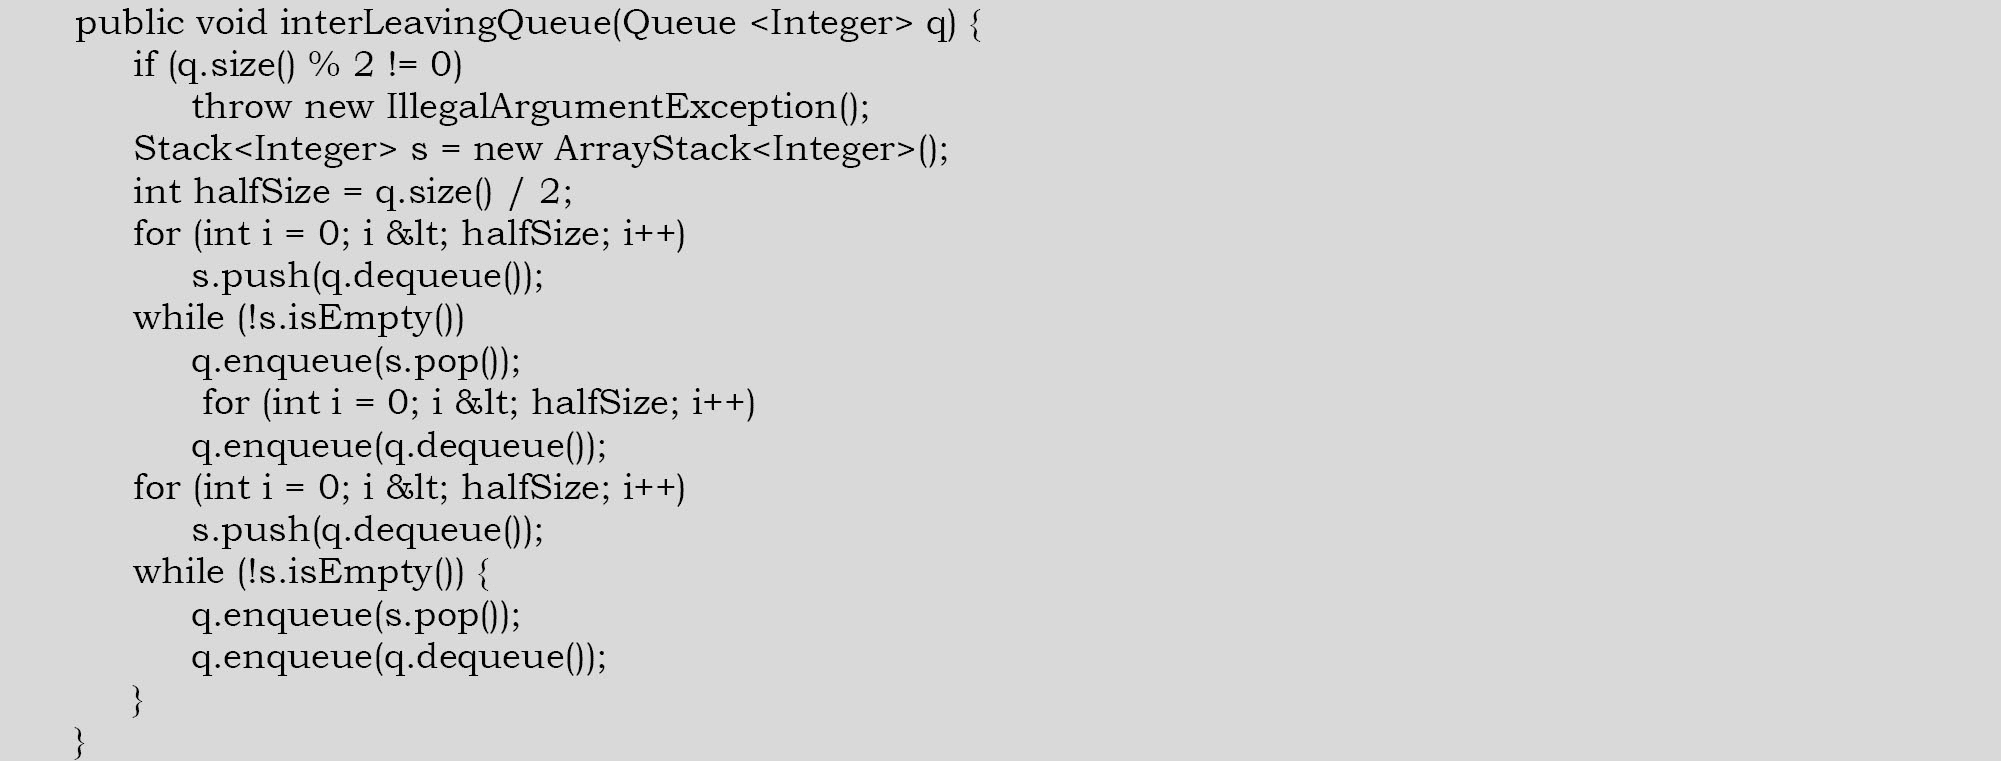 public void interLeavingQueue(Queue <Integer> q) {
if (q.size() % 2 != 0)
throw new IllegalArgumentException();
Stack<Integer> s = new ArrayStack<Integer>();
int halfSize = q.size() / 2;
for (int i = 0; i &lt; halfSize; i++)
s.push(q.dequeue());
while (!s.isEmpty())
q.enqueue(s.pop());
for (int i = 0; i &lt; halfSize; i++)
q.enqueue(q.dequeue());
for (int i = 0; i &lt; halfSize; i++)
s.push(q.dequeue());
while (!s.isEmpty()) {
q.enqueue(s.pop());
q.enqueue(q.dequeue());
}
}